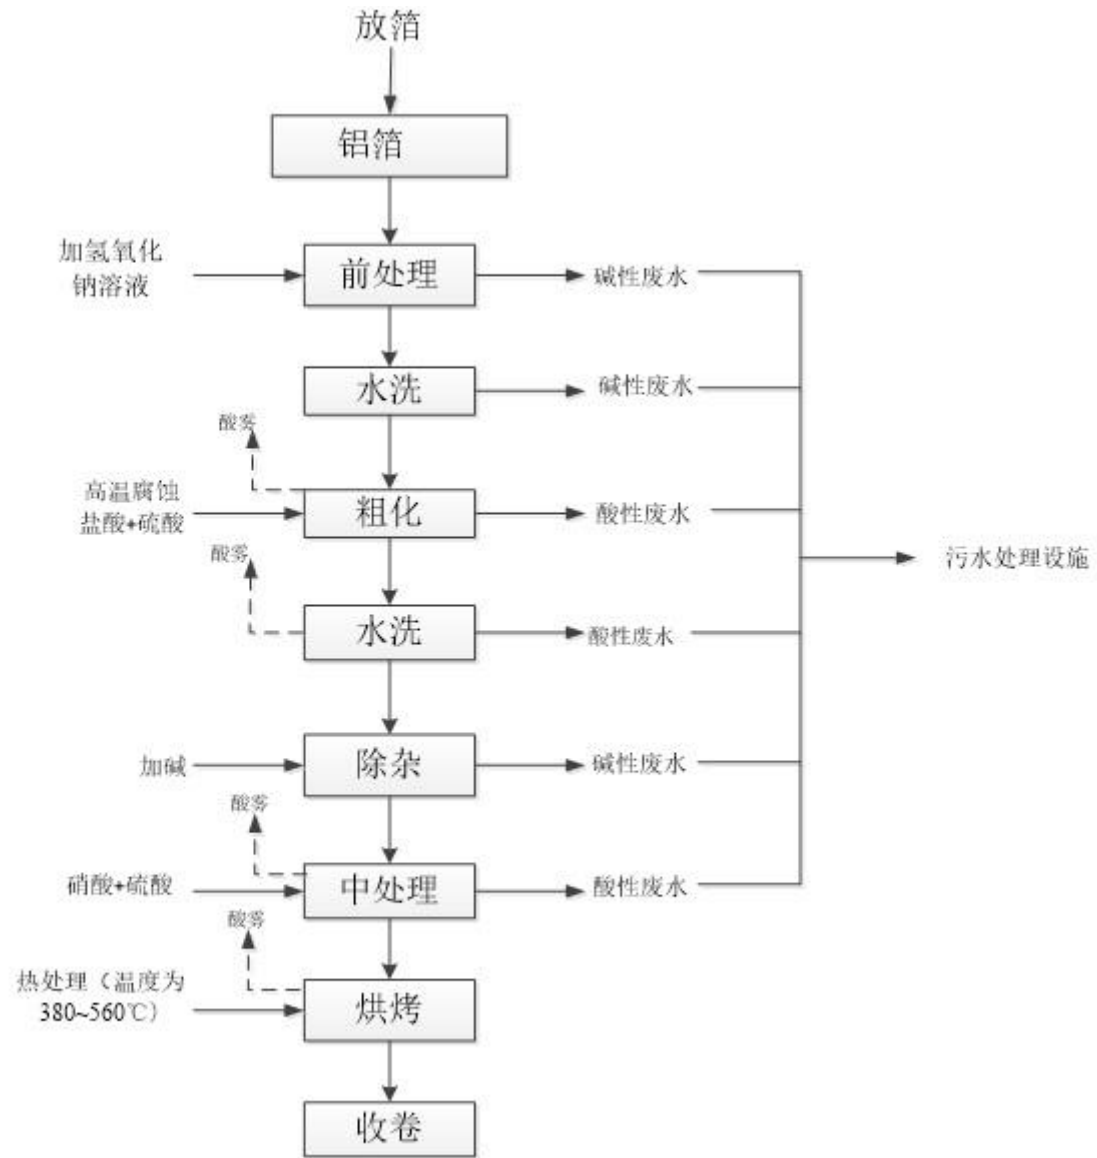 放箔
铝箔
加氢氧化
钠溶液
前处理
碱性废水
水洗
碱性废水
酸雾
高温腐蚀
盐酸+硫酸
粗化
酸性废水
污水处理设施
酸雾
水洗
酸性废水
加碱
除杂
碱性废水
酸雾
硝酸+硫酸
中处理
酸性废水
酸雾
热处理（温度为
380~560℃）
烘烤
收卷